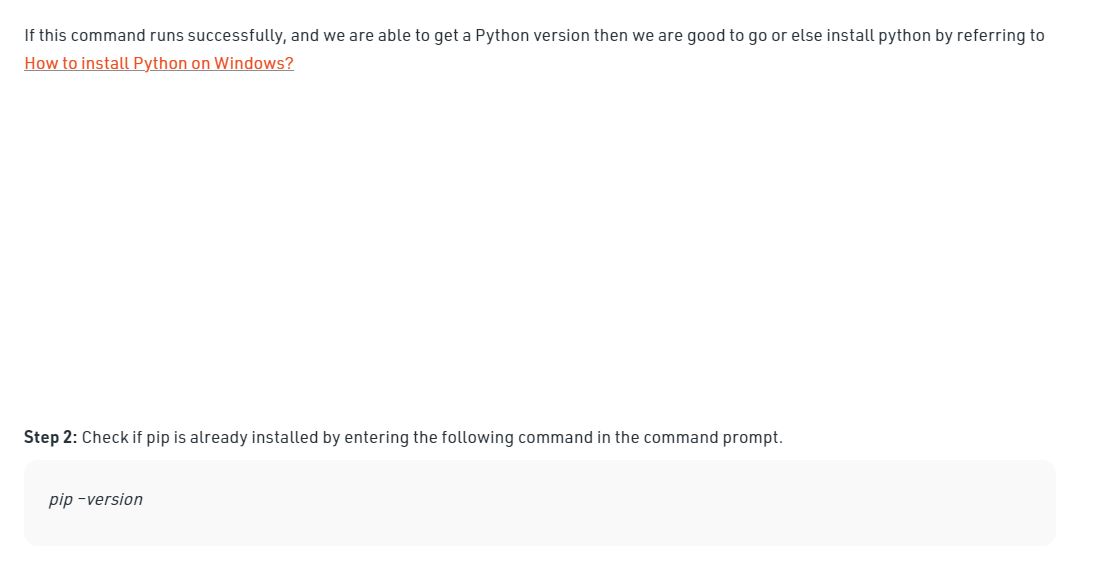 If this command runs successfully, and we are able to get a Python version then we are good to go or else install python by referring to
How to install Python on Windows?
Step 2: Check if pip is already installed by entering the following command in the command prompt.
pip –version